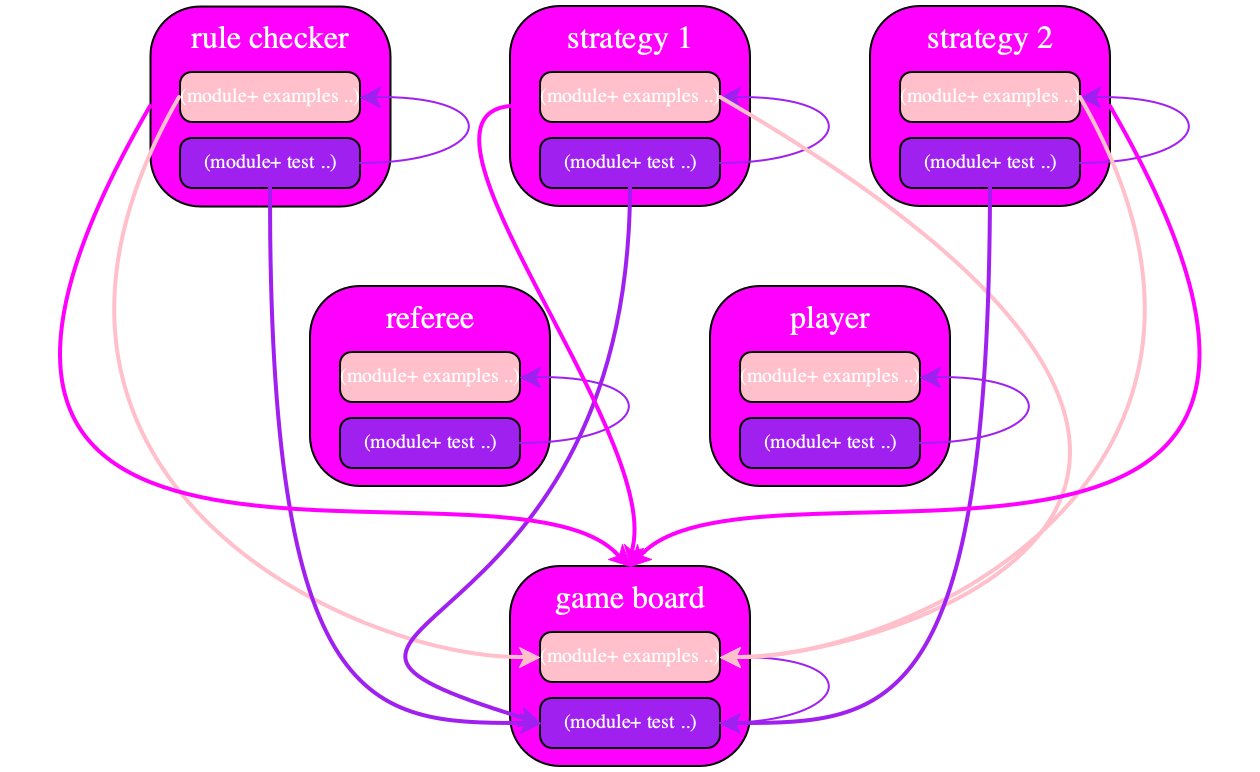 rule checker
(module+ examples ..)
(module+ test ..)
strategy 1
(module+ examples ..)
(module+ test ..)
strategy 2
(module+ examples ..)
(module+ test ..)
referee
(module+ examples ..)
(module+ test ..)
player
(module+ examples ..)
(module+ test ..)
game board
(module+ examples ..)
(module+ test ..)